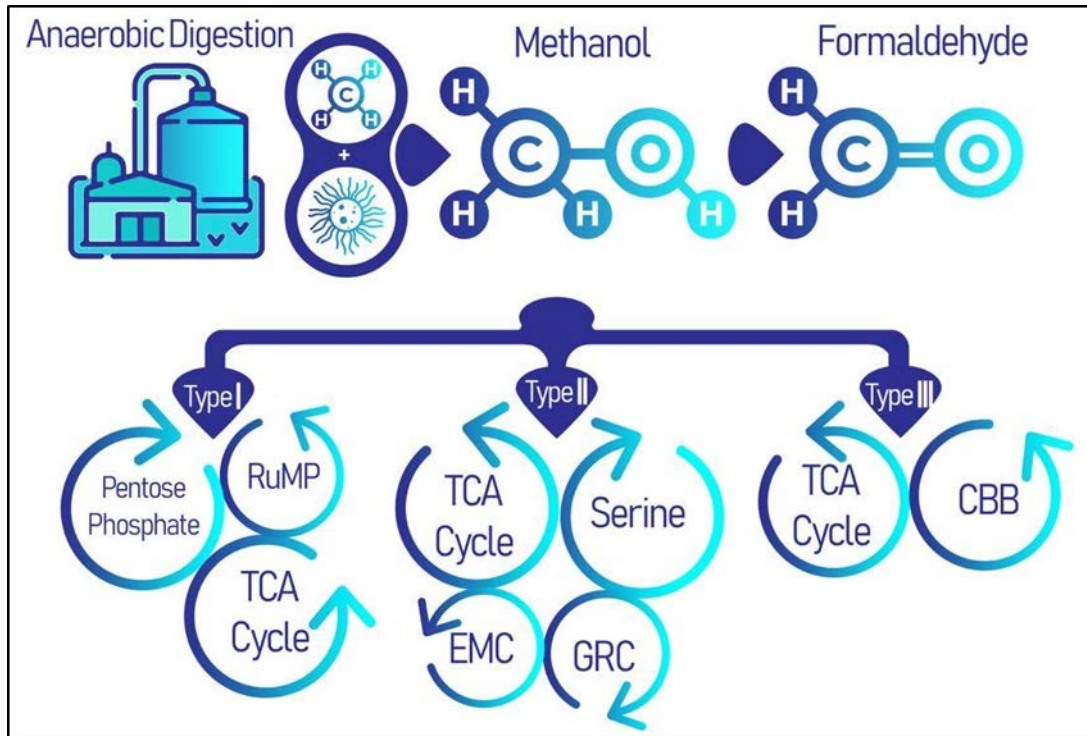 Anaerobic Digestion
Methanol
Formaldehyde
H
H
C
H
H
+
H
C
O
H
H
H
H
C
O
H
Type I
Type II
Type III
Pentose
Phosphate
RuMP
TCA
Cycle
TCA
Cycle
Serine
EMC
GRC
TCA
Cycle
CBB